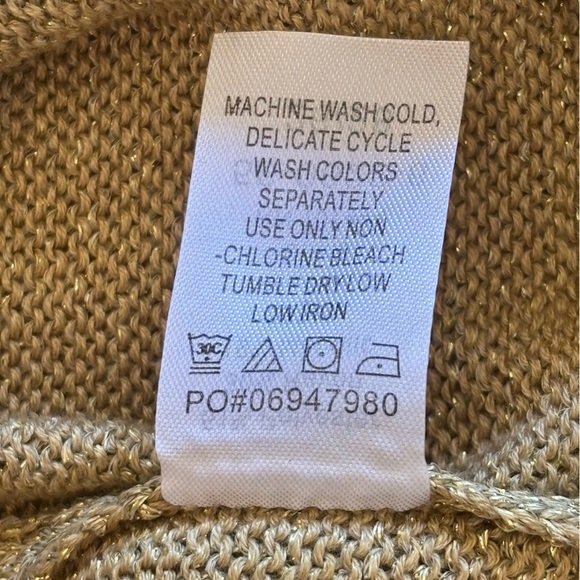 MACHINE WASH COLD,
DELICATE CYCLE
WASH COLORS
SEPARATELY
USE ONLY NON
-CHLORINE BLEACH
TUMBLE DRY LOW
LOW IRON
30C
PO#06947980